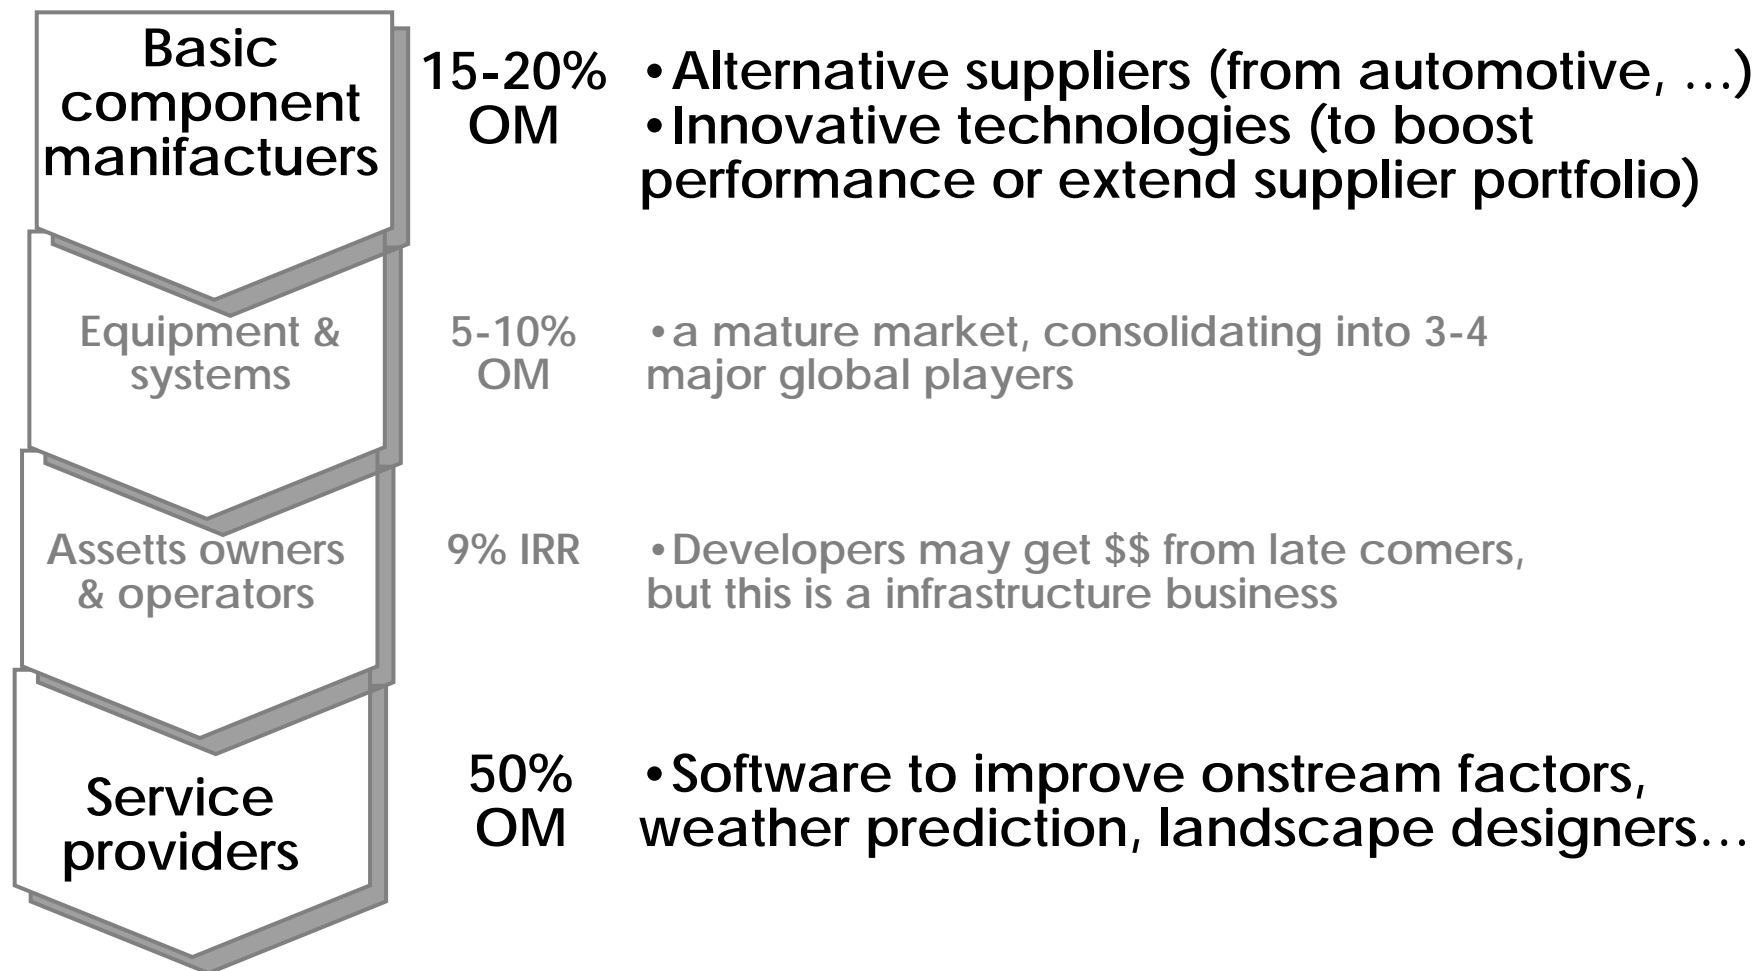 Basic
component
manifactuers
15-20%
OM
•Alternative suppliers (from automotive, …)
•Innovative technologies (to boost
performance or extend supplier portfolio)
Equipment &
systems
5-10%
OM
•a mature market, consolidating into 3-4
major global players
Assetts owners
& operators
9% IRR
•Developers may get $$ from late comers,
but this is a infrastructure business
Service
providers
50%
OM
•Software to improve onstream factors,
weather prediction, landscape designers…